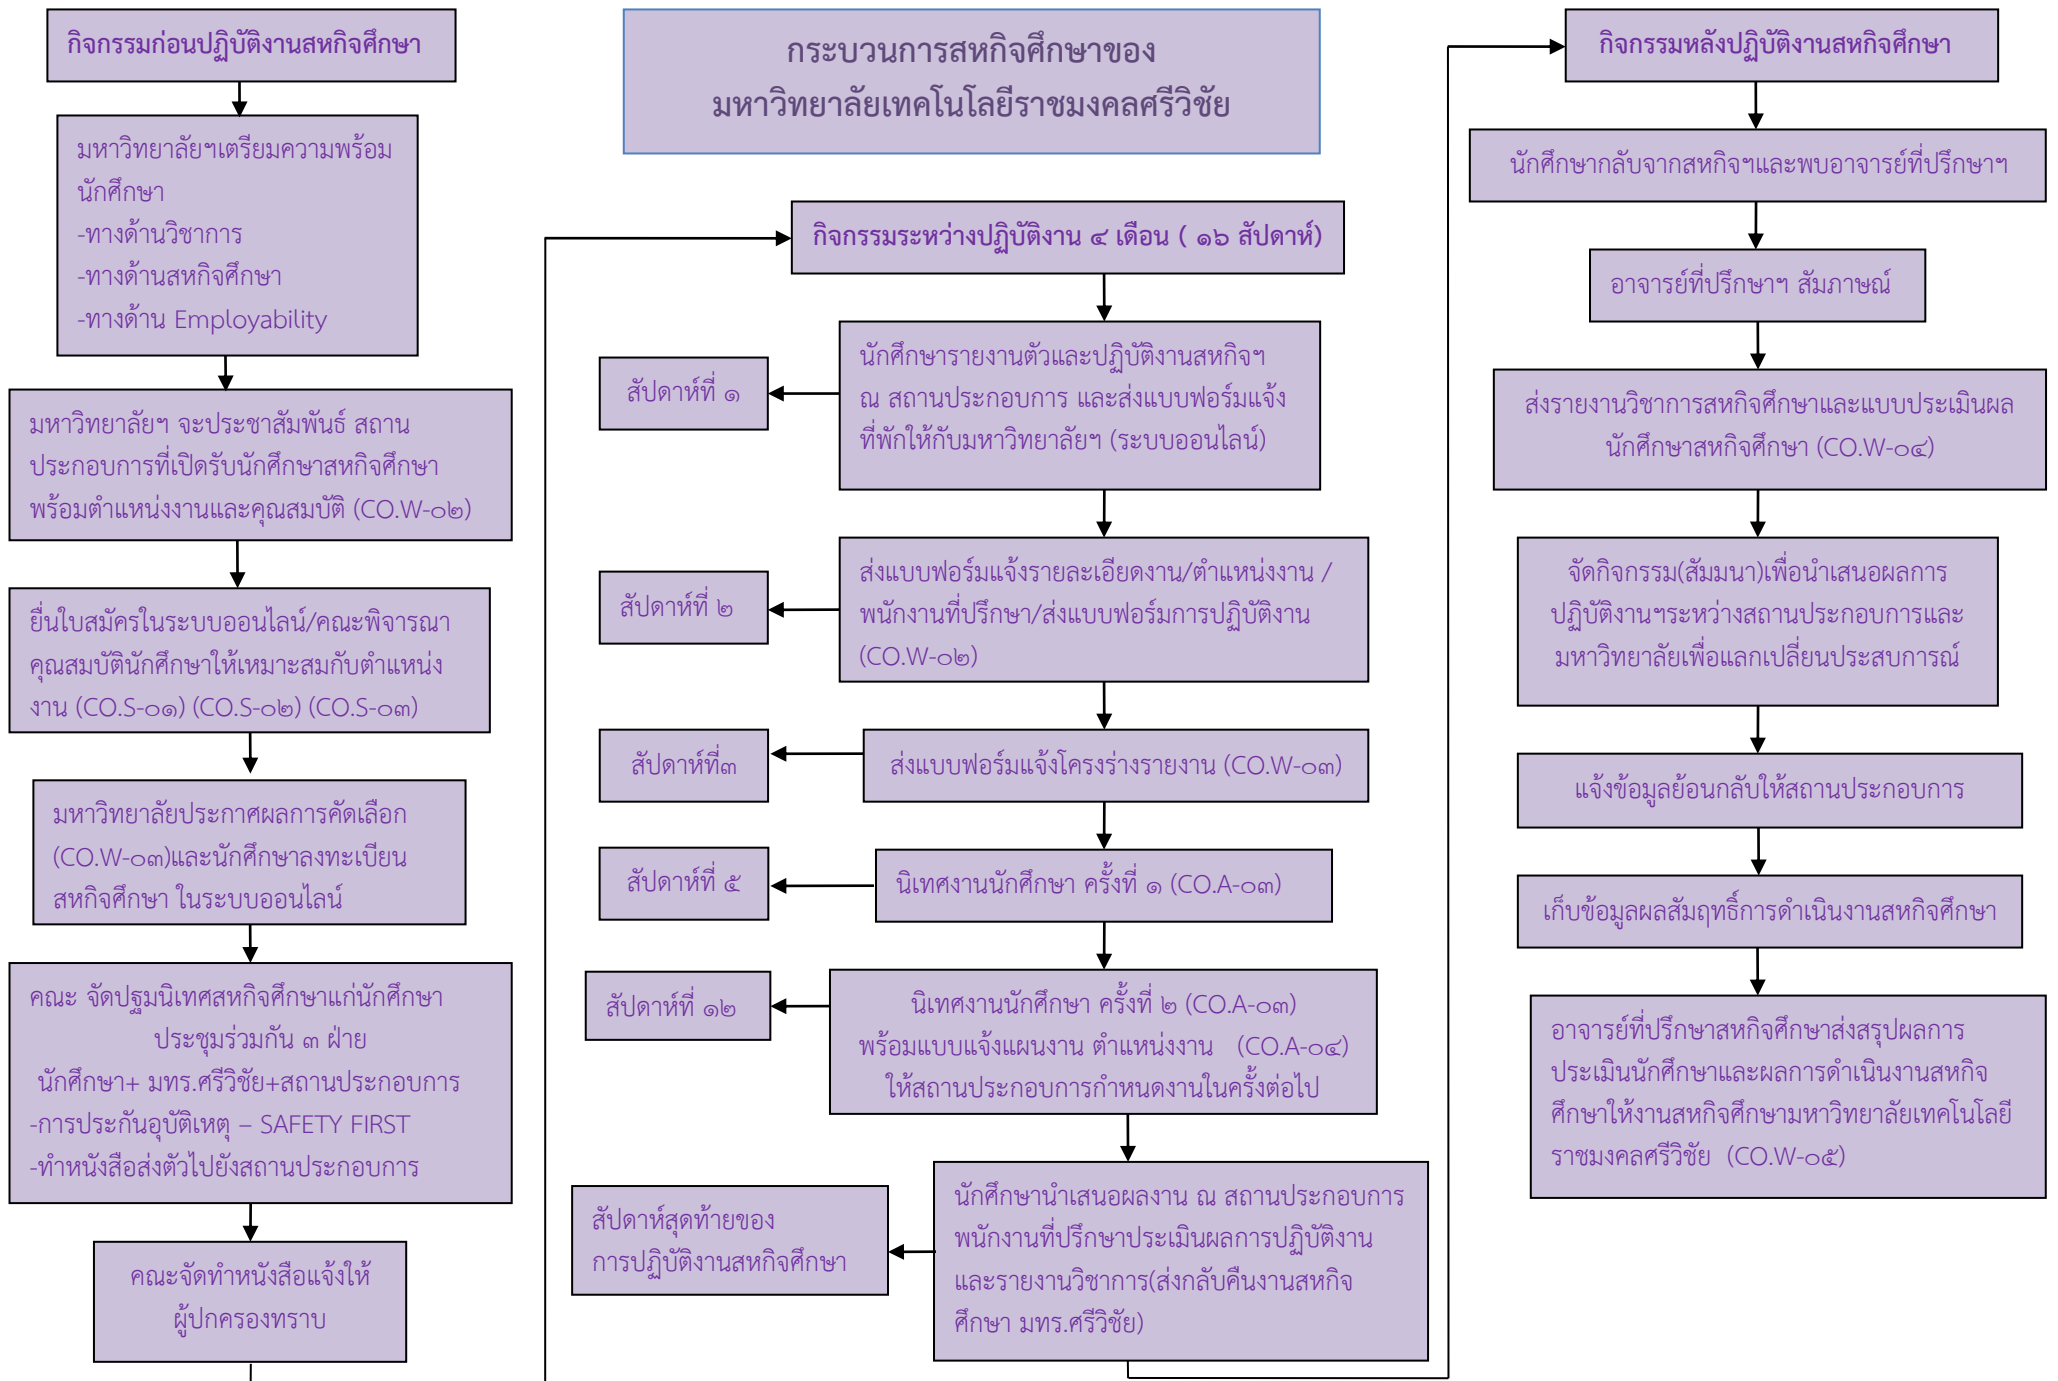 กระบวนการสหกิจศึกษาของ
มหาวิทยาลัยเทคโนโลยีราชมงคลศรีวิชัย
กิจกรรมก่อนปฏิบัติงานสหกิจศึกษา
มหาวิทยาลัยฯเตรียมความพร้อม
นักศึกษา
-ทางด้านวิชาการ
-ทางด้านสหกิจศึกษา
-ทางด้าน Employability
มหาวิทยาลัยฯ จะประชาสัมพันธ์ สถาน
ประกอบการที่เปิดรับนักศึกษาสหกิจศึกษา
พร้อมตำแหน่งงานและคุณสมบัติ (CO.W-๐๒)
ยื่นใบสมัครในระบบออนไลน์/คณะพิจารณา
คุณสมบัตินักศึกษาให้เหมาะสมกับตำแหน่ง
งาน (CO.S-๐๑) (CO.S-๐๒) (CO.S-๐๓)
มหาวิทยาลัยประกาศผลการคัดเลือก
(CO.W-๐๓)และนักศึกษาลงทะเบียน
สหกิจศึกษา ในระบบออนไลน์
คณะ จัดปฐมนิเทศสหกิจศึกษาแก่นักศึกษา
ประชุมร่วมกัน ๓ ฝ่าย
นักศึกษา+ มทร.ศรีวิชัย+สถานประกอบการ
-การประกันอุบัติเหตุ – SAFETY FIRST
-ทำหนังสือส่งตัวไปยังสถานประกอบการ
คณะจัดทำหนังสือแจ้งให้
ผู้ปกครองทราบ
กิจกรรมระหว่างปฏิบัติงาน ๔ เดือน ( ๑๖ สัปดาห์)
สัปดาห์ที่ ๑
นักศึกษารายงานตัวและปฏิบัติงานสหกิจฯ
ณ สถานประกอบการ และส่งแบบฟอร์มแจ้ง
ที่พักให้กับมหาวิทยาลัยฯ (ระบบออนไลน์)
สัปดาห์ที่ ๒
ส่งแบบฟอร์มแจ้งรายละเอียดงาน/ตำแหน่งงาน /
พนักงานที่ปรึกษา/ส่งแบบฟอร์มการปฏิบัติงาน
(CO.W-๐๒)
สัปดาห์ที่๓
ส่งแบบฟอร์มแจ้งโครงร่างรายงาน (CO.W-๐๓)
สัปดาห์ที่ ๕
นิเทศงานนักศึกษา ครั้งที่ ๑ (CO.A-๐๓)
สัปดาห์ที่ ๑๒
นิเทศงานนักศึกษา ครั้งที่ ๒ (CO.A-๐๓)
พร้อมแบบแจ้งแผนงาน ตำแหน่งงาน (CO.A-๐๔)
ให้สถานประกอบการกำหนดงานในครั้งต่อไป
สัปดาห์สุดท้ายของ
การปฏิบัติงานสหกิจศึกษา
นักศึกษานำเสนอผลงาน ณ สถานประกอบการ
พนักงานที่ปรึกษาประเมินผลการปฏิบัติงาน
และรายงานวิชาการ(ส่งกลับคืนงานสหกิจ
ศึกษา มทร.ศรีวิชัย)
กิจกรรมหลังปฏิบัติงานสหกิจศึกษา
นักศึกษากลับจากสหกิจฯและพบอาจารย์ที่ปรึกษาฯ
อาจารย์ที่ปรึกษาฯ สัมภาษณ์
ส่งรายงานวิชาการสหกิจศึกษาและแบบประเมินผล
นักศึกษาสหกิจศึกษา (CO.W-๐๔)
จัดกิจกรรม(สัมมนา)เพื่อนำเสนอผลการ
ปฏิบัติงานฯระหว่างสถานประกอบการและ
มหาวิทยาลัยเพื่อแลกเปลี่ยนประสบการณ์
แจ้งข้อมูลย้อนกลับให้สถานประกอบการ
เก็บข้อมูลผลสัมฤทธิ์การดำเนินงานสหกิจศึกษา
อาจารย์ที่ปรึกษาสหกิจศึกษาส่งสรุปผลการ
ประเมินนักศึกษาและผลการดำเนินงานสหกิจ
ศึกษาให้งานสหกิจศึกษามหาวิทยาลัยเทคโนโลยี
ราชมงคลศรีวิชัย (CO.W-๐๕)